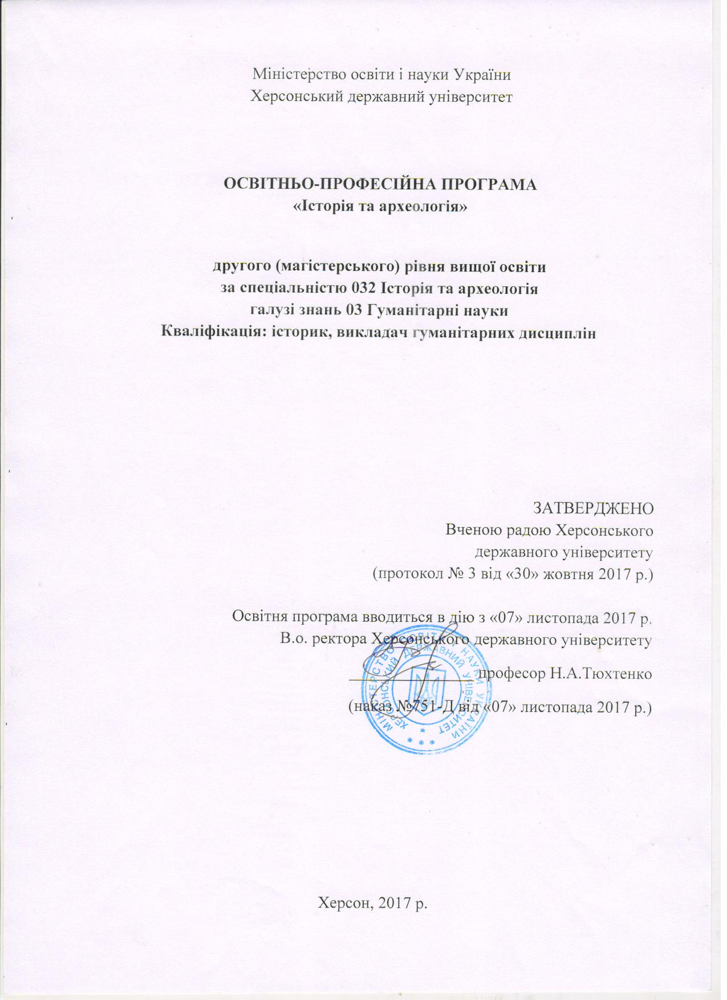 Міністерство освіти і науки України
Херсонський державний університет
ОСВІТНЬО-ПРОФЕСІЙНА ПРОГРАМА
«Історія та археологія»
другого (магістерського) рівня вищої освіти
за спеціальністю 032 Історія та археологія
галузі знань 03 Гуманітарні науки
Кваліфікація: історик, викладач гуманітарних дисциплін
ЗАТВЕРДЖЕНО
Вченою радою Херсонського
державного університету
(протокол № 3 від «30» жовтня 2017 р.)
Освітня програма вводиться в дію з «07» листопада 2017 р.
В.о. ректора Херсонського державного університету
професор Н.А.Тюхтенко
(наказ №751-Д від «07» листопада 2017 р.)
МІНІСТЕРСТВО ОСВІТИ І НАУКИ УКРАЇНИ
ХЕРСОНСЬКИЙ ДЕРЖАВНИЙ УНІВЕРСИТЕТ
Херсон, 2017 р.